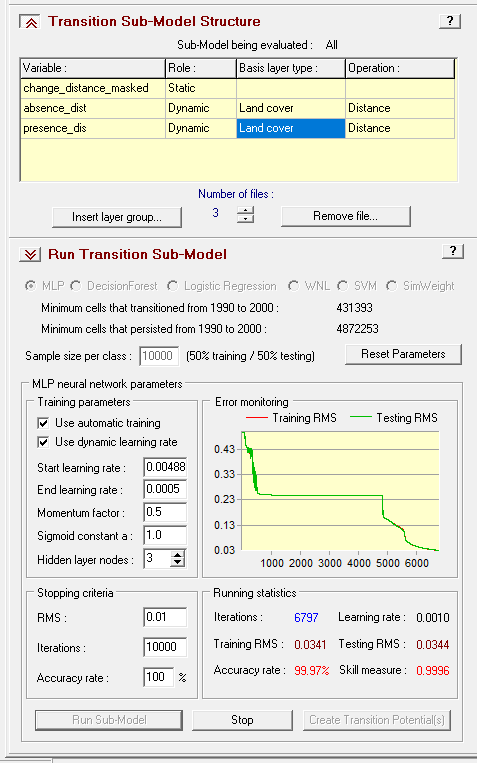 Transition Sub-Model Structure
?
Sub-Model being evaluated : All
Variable : Role : Basis layer type : Operation :
change_distance_masked Static
absence_dist Dynamic Land cover Distance
presence_dis Dynamic Land cover Distance
Number of files :
Insert layer group... 3 Remove file...
Run Transition Sub-Model
?
MLP DecisionForest Logistic Regression WNL SVM SimWeight
Minimum cells that transitioned from 1990 to 2000 : 431393
Minimum cells that persisted from 1990 to 2000 : 4872253
Sample size per class : 10000 (50% training / 50% testing) Reset Parameters
MLP neural network parameters
Training parameters
Use automatic training
Use dynamic learning rate
Start learning rate : 0.00488
End learning rate : 0.0005
Momentum factor : 0.5
Sigmoid constant a : 1.0
Hidden layer nodes : 3
Error monitoring
Training RMS Testing RMS
0.43
0.33
0.23
0.13
0.03
1000 2000 3000 4000 5000 6000
Stopping criteria
RMS : 0.01
Iterations : 10000
Accuracy rate : 100 %
Running statistics
Iterations : 6797 Learning rate : 0.0010
Training RMS : 0.0341 Testing RMS : 0.0344
Accuracy rate : 99.97% Skill measure : 0.9996
Run Sub-Model Stop Create Transition Potential(s)